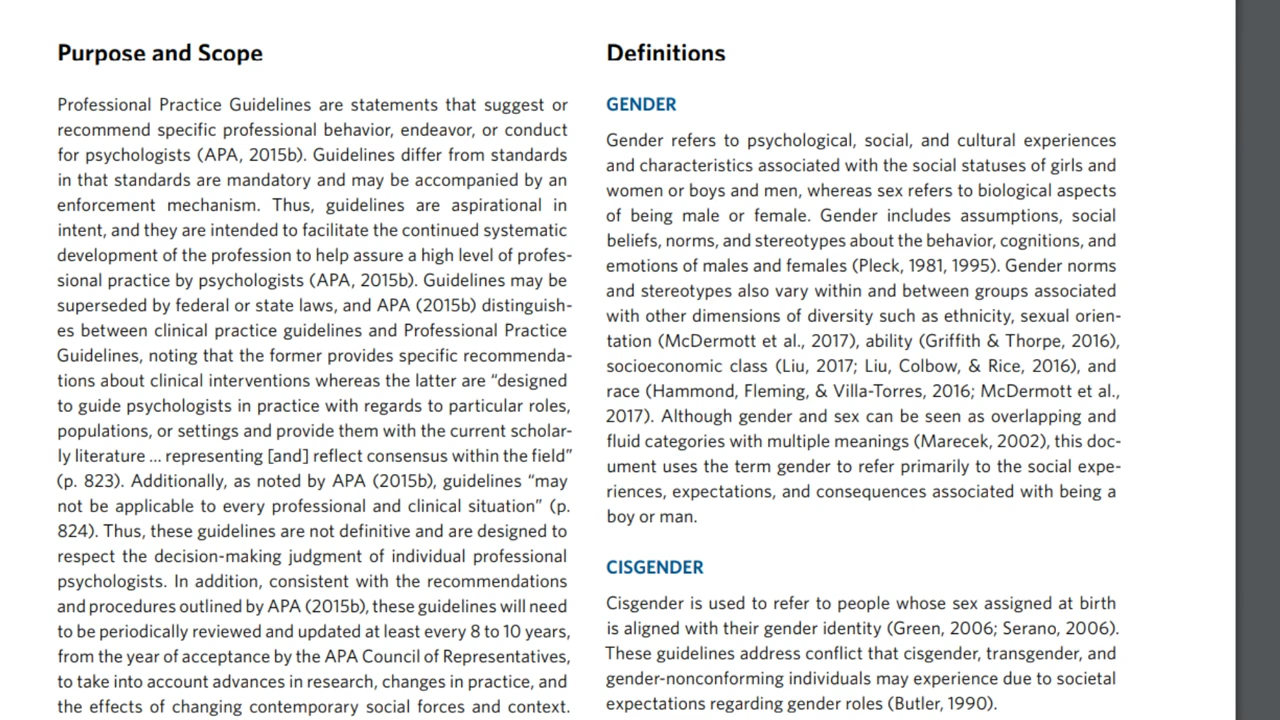 Purpose and Scope
Professional Practice Guidelines are statements that suggest or
recommend specific professional behavior, endeavor, or conduct
for psychologists (APA, 2015b). Guidelines differ from standards
in that standards are mandatory and may be accompanied by an
enforcement mechanism. Thus, guidelines are aspirational in
intent, and they are intended to facilitate the continued systematic
development of the profession to help assure a high level of profes-
sional practice by psychologists (APA, 2015b). Guidelines may be
superseded by federal or state laws, and APA (2015b) distinguish-
es between clinical practice guidelines and Professional Practice
Guidelines, noting that the former provides specific recommenda-
tions about clinical interventions whereas the latter are “designed
to guide psychologists in practice with regards to particular roles,
populations, or settings and provide them with the current scholar-
ly literature ... representing [and] reflect consensus within the field”
(p. 823). Additionally, as noted by APA (2015b), guidelines “may
not be applicable to every professional and clinical situation” (p.
824). Thus, these guidelines are not definitive and are designed to
respect the decision-making judgment of individual professional
psychologists. In addition, consistent with the recommendations
and procedures outlined by APA (2015b), these guidelines will need
to be periodically reviewed and updated at least every 8 to 10 years,
from the year of acceptance by the APA Council of Representatives,
to take into account advances in research, changes in practice, and
the effects of changing contemporary social forces and context.
Definitions
GENDER
Gender refers to psychological, social, and cultural experiences
and characteristics associated with the social statuses of girls and
women or boys and men, whereas sex refers to biological aspects
of being male or female. Gender includes assumptions, social
beliefs, norms, and stereotypes about the behavior, cognitions, and
emotions of males and females (Pleck, 1981, 1995). Gender norms
and stereotypes also vary within and between groups associated
with other dimensions of diversity such as ethnicity, sexual orien-
tation (McDermott et al., 2017), ability (Griffith & Thorpe, 2016),
socioeconomic class (Liu, 2017; Liu, Colbow, & Rice, 2016), and
race (Hammond, Fleming, & Villa-Torres, 2016; McDermott et al.,
2017). Although gender and sex can be seen as overlapping and
fluid categories with multiple meanings (Marecek, 2002), this doc-
ument uses the term gender to refer primarily to the social expe-
riences, expectations, and consequences associated with being a
boy or man.
CISGENDER
Cisgender is used to refer to people whose sex assigned at birth
is aligned with their gender identity (Green, 2006; Serano, 2006).
These guidelines address conflict that cisgender, transgender, and
gender-nonconforming individuals may experience due to societal
expectations regarding gender roles (Butler, 1990).